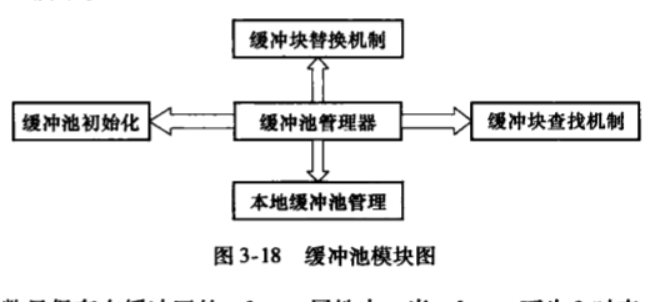 缓冲块替换机制
缓冲池初始化
缓冲池管理器
缓冲块查找机制
本地缓冲池管理
图 3-18 缓冲池模块图